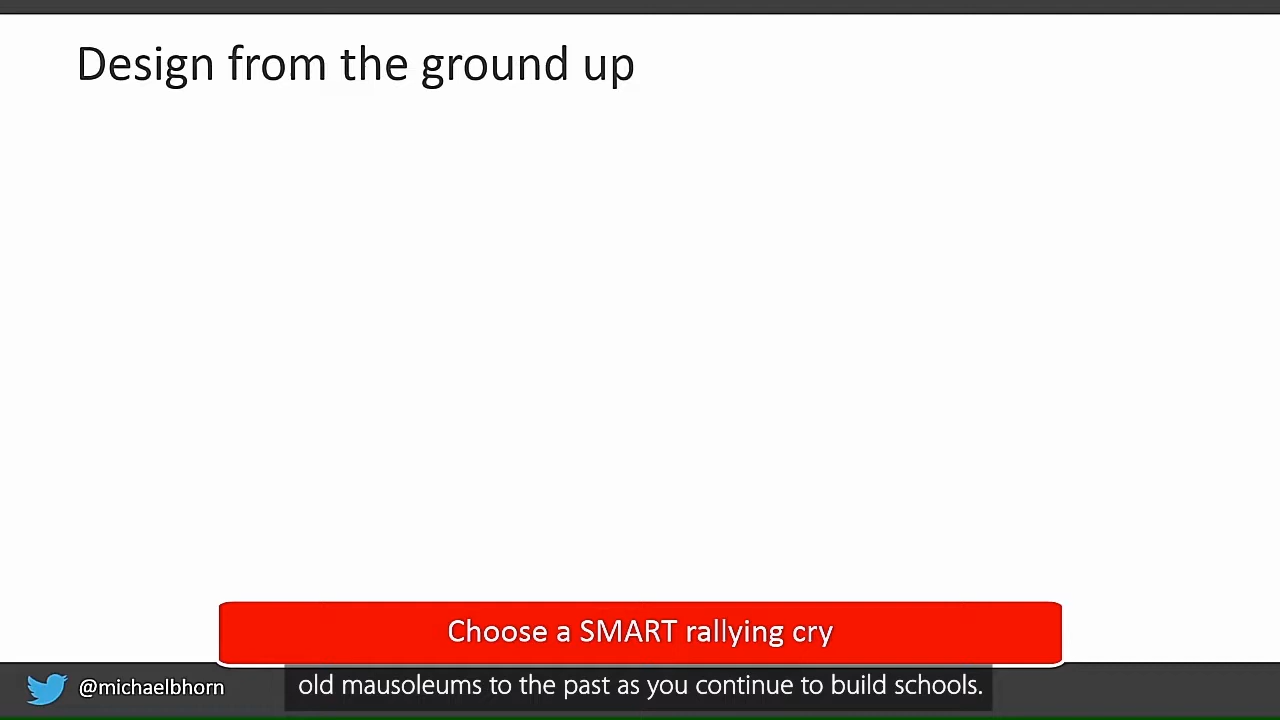 Design from the ground up
Choose a SMART rallying cry
@michaelbhorn
old mausoleums to the past as you continue to build schools.